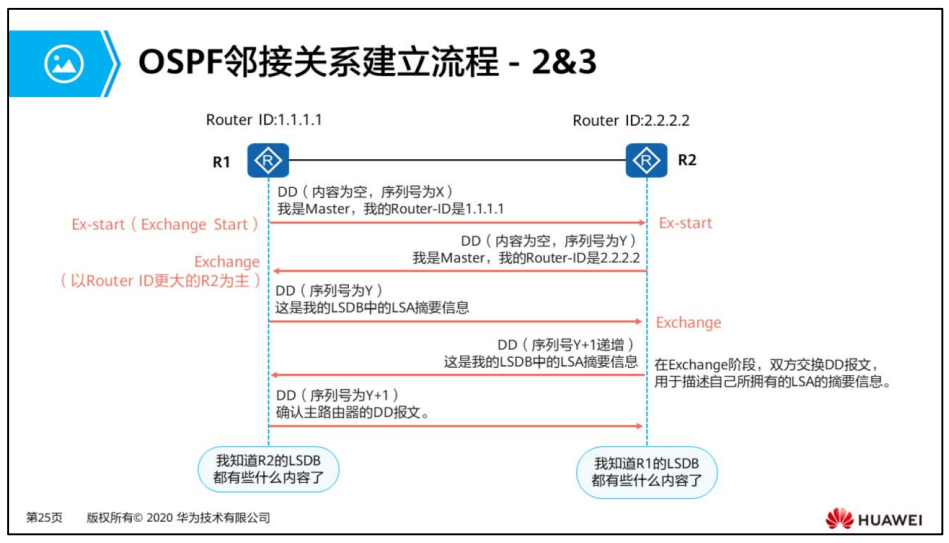 OSPF邻接关系建立流程 - 2&3
Router ID:1.1.1.1
Router ID:2.2.2.2
R1
R
R
R2
DD（内容为空，序列号为X）
我是Master，我的Router-ID是1.1.1.1
Ex-start（Exchange Start）
Ex-start
DD（内容为空，序列号为Y）
我是Master，我的Router-ID是2.2.2.2
Exchange
（以Router ID更大的R2为主）
DD（序列号为Y）
这是我的LSDB中的LSA摘要信息
Exchange
DD（序列号Y+1递增）
这是我的LSDB中的LSA摘要信息
在Exchange阶段，双方交换DD报文，
用于描述自己所拥有的LSA的摘要信息。
DD（序列号为Y+1）
确认主路由器的DD报文。
我知道R2的LSDB
都有些什么内容了
我知道R1的LSDB
都有些什么内容了
第25页
版权所有© 2020 华为技术有限公司
HUAWEI